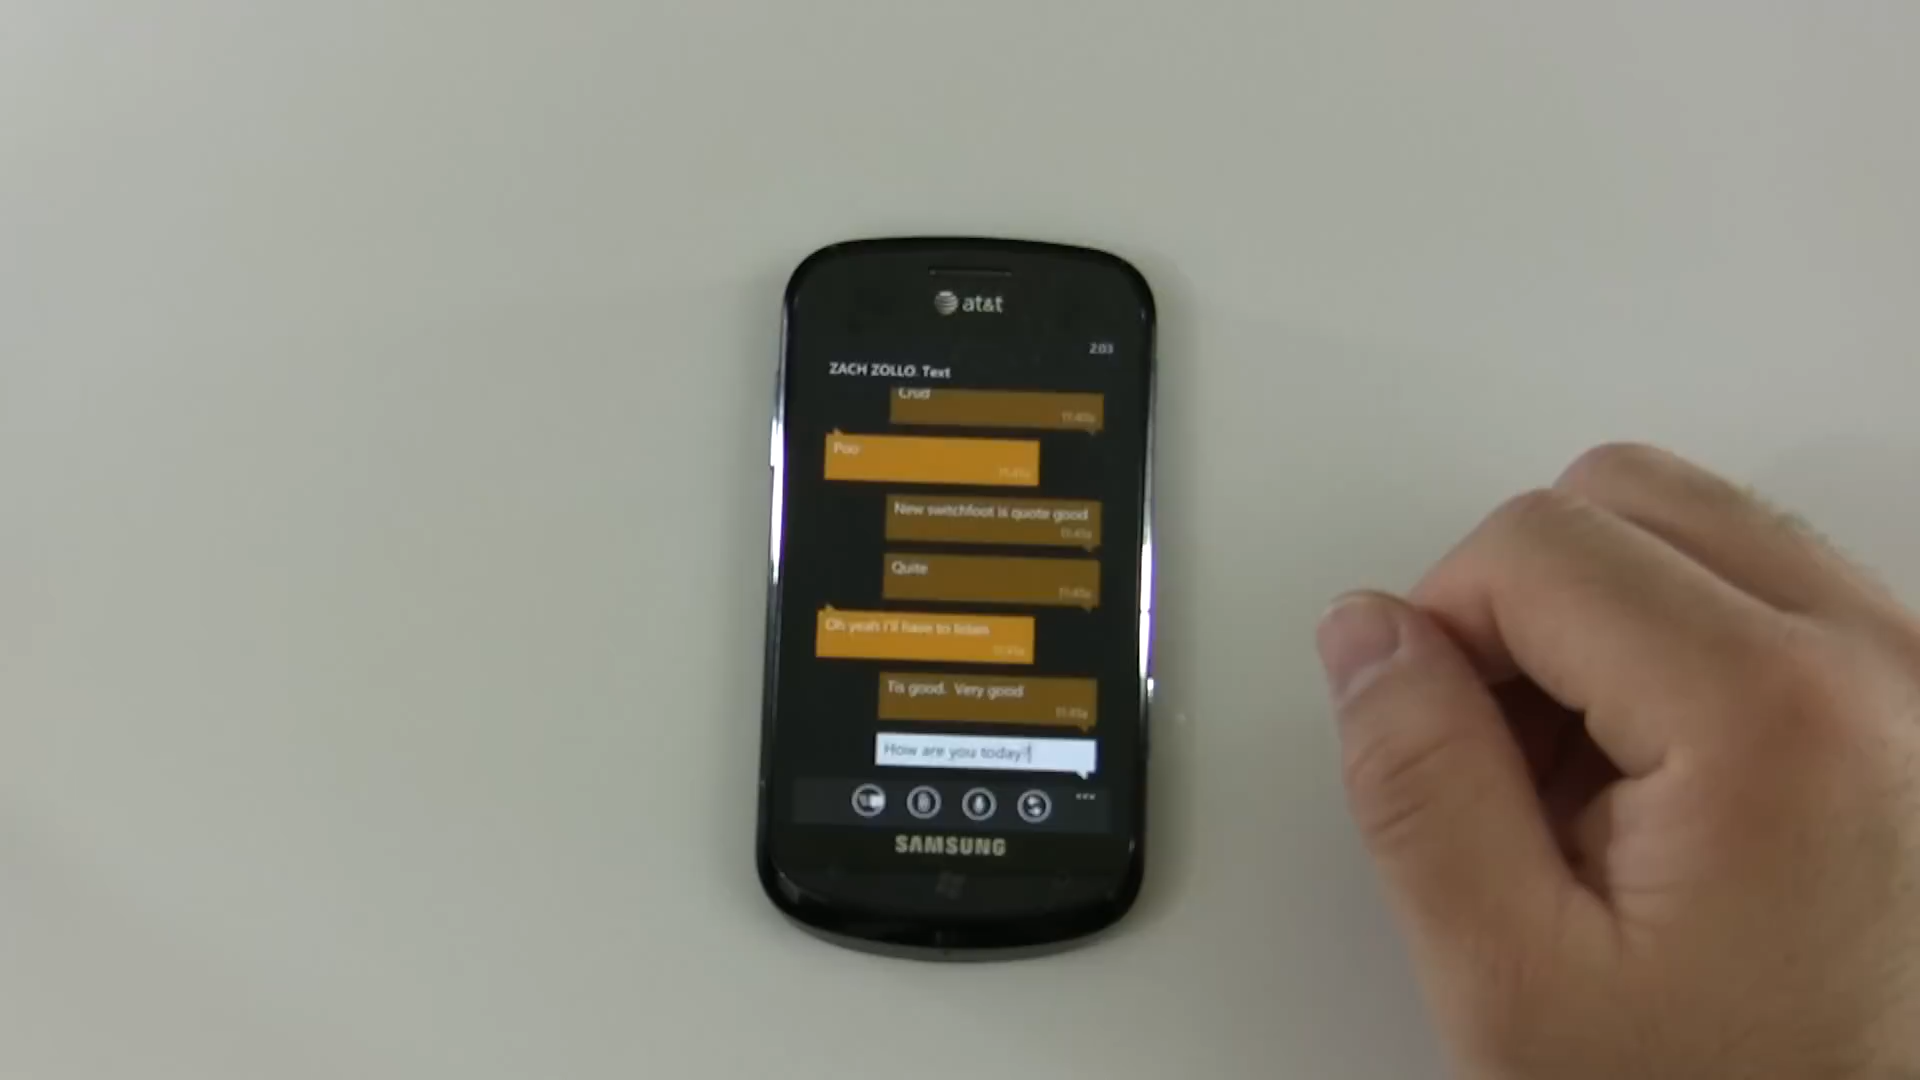 at&t
2:03
ZACH ZOLLO. Text
Crud
Poo
New switchfoot is quote good
Quite
Oh yeah I'll have to listen
Tis good. Very good
How are you today?
SAMSUNG